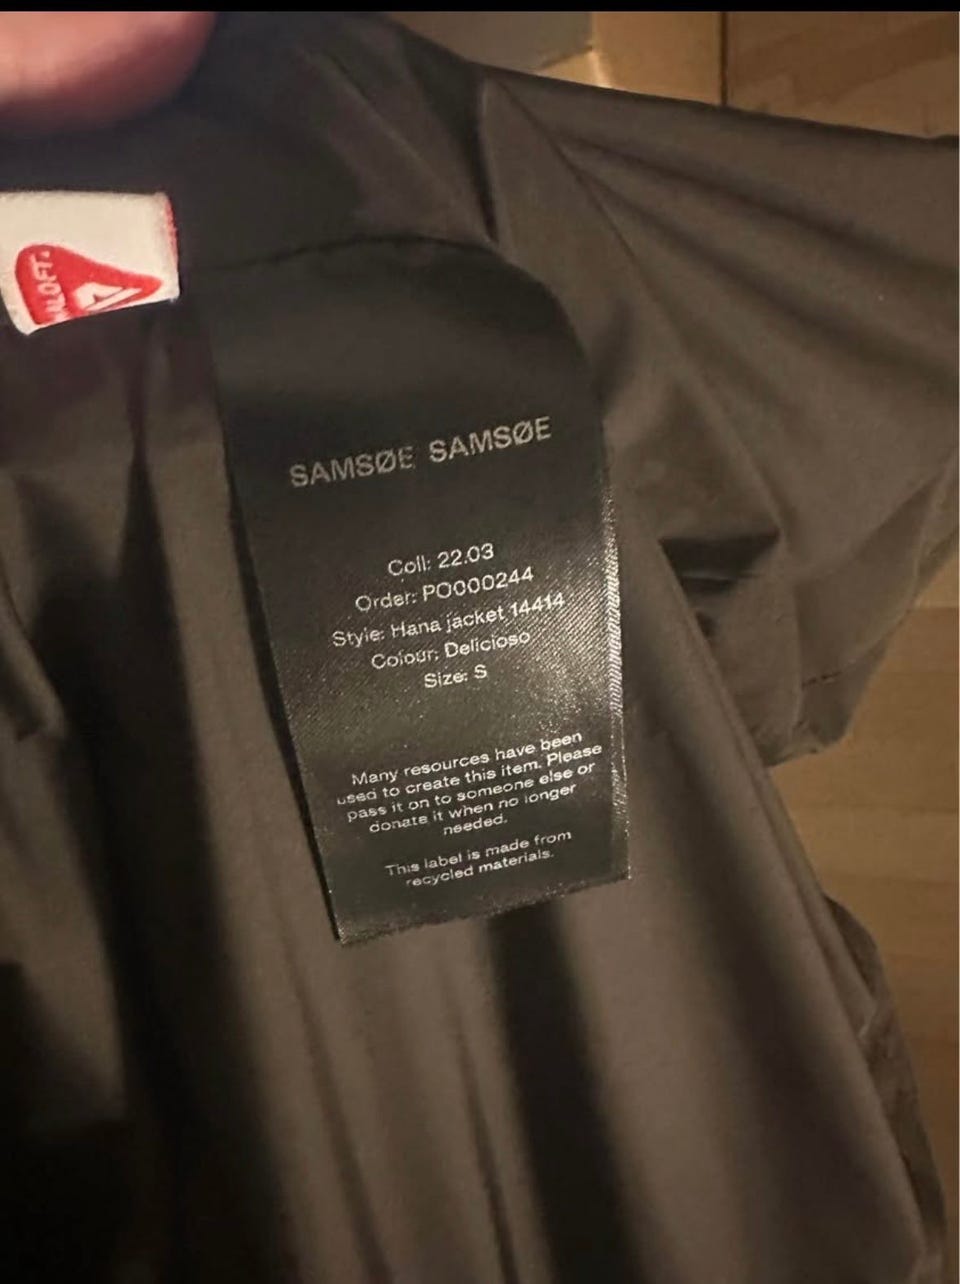 SAMSØE SAMSØE
Coll: 22.03
Order: PO000244
Style: Hana jacket 14414
Colour: Delicioso
Size: S
Many resources have been
used to create this item. Please
pass it on to someone else or
donate it when no longer
needed.
This label is made from
recycled materials.